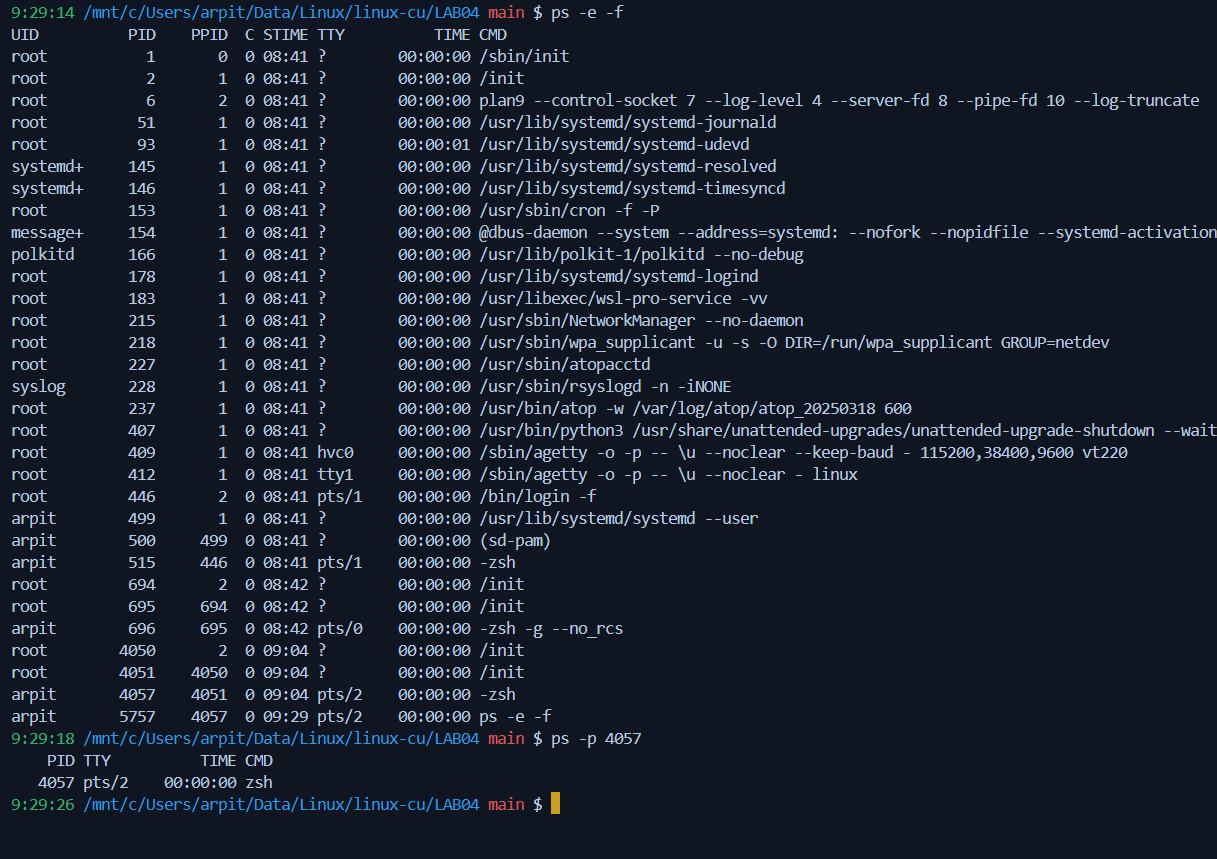 9:29:14 /mnt/c/Users/arpit/Data/Linux/linux-cu/LAB04 main $ ps -e -f
UID          PID    PPID  C STIME TTY          TIME CMD
root           1       0  0 08:41 ?        00:00:00 /sbin/init
root           2       1  0 08:41 ?        00:00:00 /init
root           6       2  0 08:41 ?        00:00:00 plan9 --control-socket 7 --log-level 4 --server-fd 8 --pipe-fd 10 --log-truncate
root          51       1  0 08:41 ?        00:00:00 /usr/lib/systemd/systemd-journald
root          93       1  0 08:41 ?        00:00:01 /usr/lib/systemd/systemd-udevd
systemd+     145       1  0 08:41 ?        00:00:00 /usr/lib/systemd/systemd-resolved
systemd+     146       1  0 08:41 ?        00:00:00 /usr/lib/systemd/systemd-timesyncd
root         153       1  0 08:41 ?        00:00:00 /usr/sbin/cron -f -P
message+     154       1  0 08:41 ?        00:00:00 @dbus-daemon --system --address=systemd: --nofork --nopidfile --systemd-activation
polkitd      166       1  0 08:41 ?        00:00:00 /usr/lib/polkit-1/polkitd --no-debug
root         178       1  0 08:41 ?        00:00:00 /usr/lib/systemd/systemd-logind
root         183       1  0 08:41 ?        00:00:00 /usr/libexec/wsl-pro-service -vv
root         215       1  0 08:41 ?        00:00:00 /usr/sbin/NetworkManager --no-daemon
root         218       1  0 08:41 ?        00:00:00 /usr/sbin/wpa_supplicant -u -s -O DIR=/run/wpa_supplicant GROUP=netdev
root         227       1  0 08:41 ?        00:00:00 /usr/sbin/atopacctd
syslog       228       1  0 08:41 ?        00:00:00 /usr/sbin/rsyslogd -n -iNONE
root         237       1  0 08:41 ?        00:00:00 /usr/bin/atop -w /var/log/atop/atop_20250318 600
root         407       1  0 08:41 ?        00:00:00 /usr/bin/python3 /usr/share/unattended-upgrades/unattended-upgrade-shutdown --wait
root         409       1  0 08:41 hvc0     00:00:00 /sbin/agetty -o -p -- \u --noclear --keep-baud - 115200,38400,9600 vt220
root         412       1  0 08:41 tty1     00:00:00 /sbin/agetty -o -p -- \u --noclear - linux
root         446       2  0 08:41 pts/1    00:00:00 /bin/login -f
arpit        499       1  0 08:41 ?        00:00:00 /usr/lib/systemd/systemd --user
arpit        500     499  0 08:41 ?        00:00:00 (sd-pam)
arpit        515     446  0 08:41 pts/1    00:00:00 -zsh
root         694       2  0 08:42 ?        00:00:00 /init
root         695     694  0 08:42 ?        00:00:00 /init
arpit        696     695  0 08:42 pts/0    00:00:00 -zsh -g --no_rcs
root        4050       2  0 09:04 ?        00:00:00 /init
root        4051    4050  0 09:04 ?        00:00:00 /init
arpit       4057    4051  0 09:04 pts/2    00:00:00 -zsh
arpit       5757    4057  0 09:29 pts/2    00:00:00 ps -e -f
9:29:18 /mnt/c/Users/arpit/Data/Linux/linux-cu/LAB04 main $ ps -p 4057
    PID TTY          TIME CMD
   4057 pts/2    00:00:00 zsh
9:29:26 /mnt/c/Users/arpit/Data/Linux/linux-cu/LAB04 main $